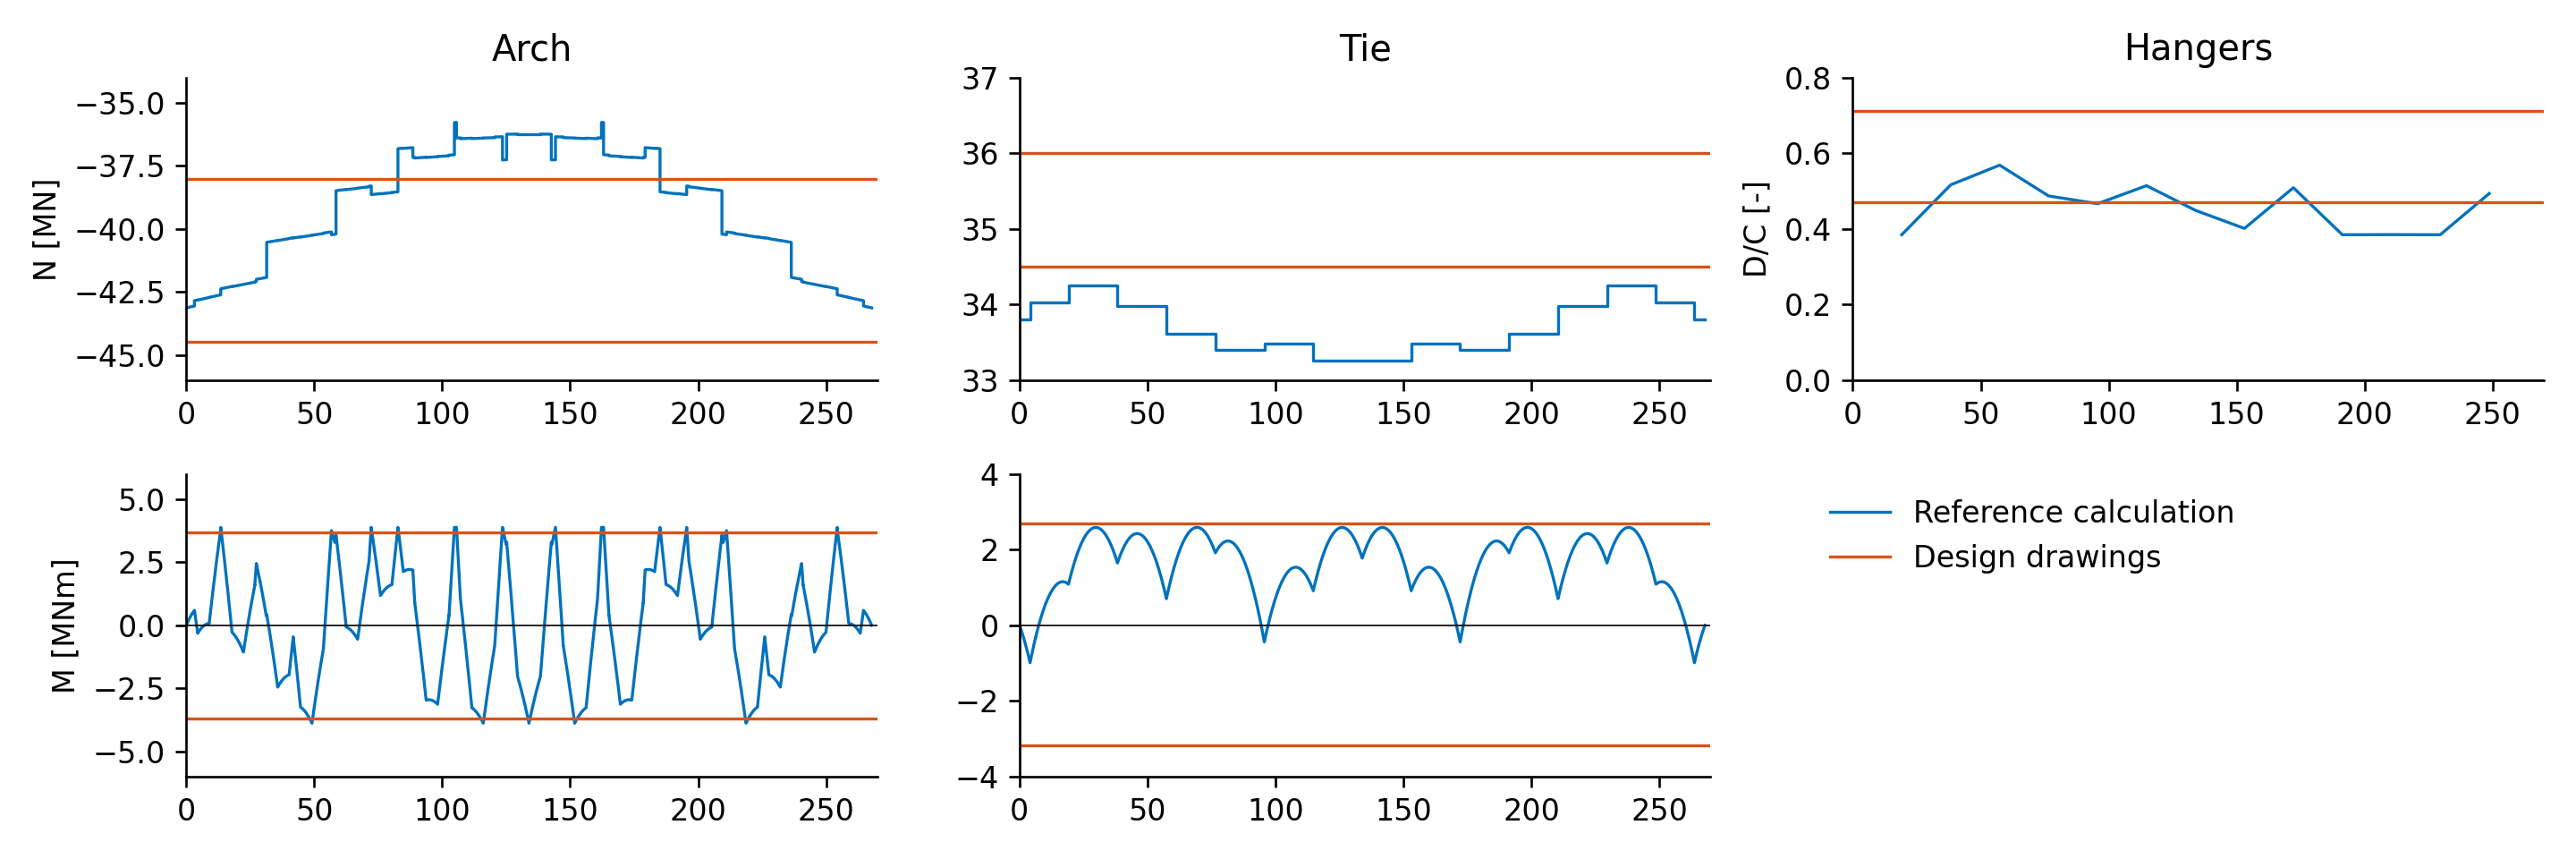 Arch
Tie
Hangers
N [MN]
−35.0
−37.5
−40.0
−42.5
−45.0
0 50 100 150 200 250
37
36
35
34
33
0 50 100 150 200 250
D/C [-]
0.8
0.6
0.4
0.2
0.0
0 50 100 150 200 250
M [MNm]
5.0
2.5
0.0
−2.5
−5.0
0 50 100 150 200 250
4
2
0
−2
−4
0 50 100 150 200 250
Reference calculation
Design drawings